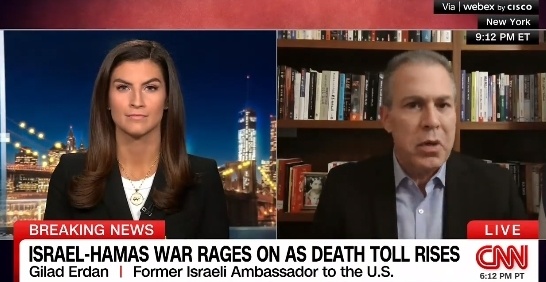 Via | webex by CISCO
New York
9:12 PM ET
BREAKING NEWS
LIVE
ISRAEL-HAMAS WAR RAGES ON AS DEATH TOLL RISES
Gilad Erdan | Former Israeli Ambassador to the U.S.
CNN
6:12 PM PT